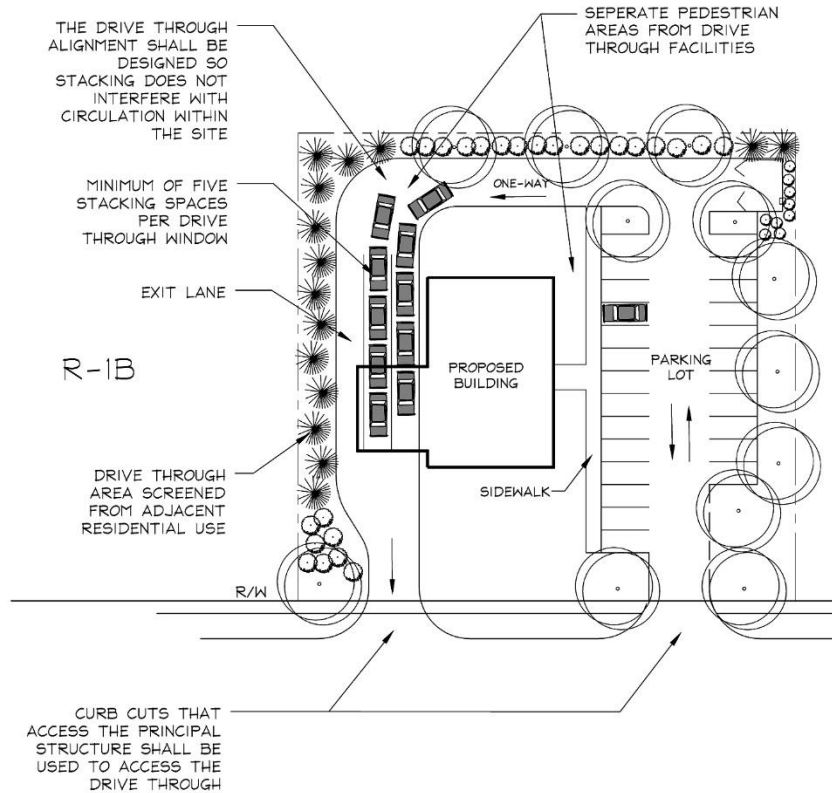 THE DRIVE THROUGH
ALIGNMENT SHALL BE
DESIGNED SO
STACKING DOES NOT
INTERFERE WITH
CIRCULATION WITHIN
THE SITE
SEPERATE PEDESTRIAN
AREAS FROM DRIVE
THROUGH FACILITIES
MINIMUM OF FIVE
STACKING SPACES
PER DRIVE
THROUGH WINDOW
ONE-WAY
EXIT LANE
R-1B
PROPOSED
BUILDING
PARKING
LOT
DRIVE THROUGH
AREA SCREENED
FROM ADJACENT
RESIDENTIAL USE
SIDEWALK
R/W
CURB CUTS THAT
ACCESS THE PRINCIPAL
STRUCTURE SHALL BE
USED TO ACCESS THE
DRIVE THROUGH